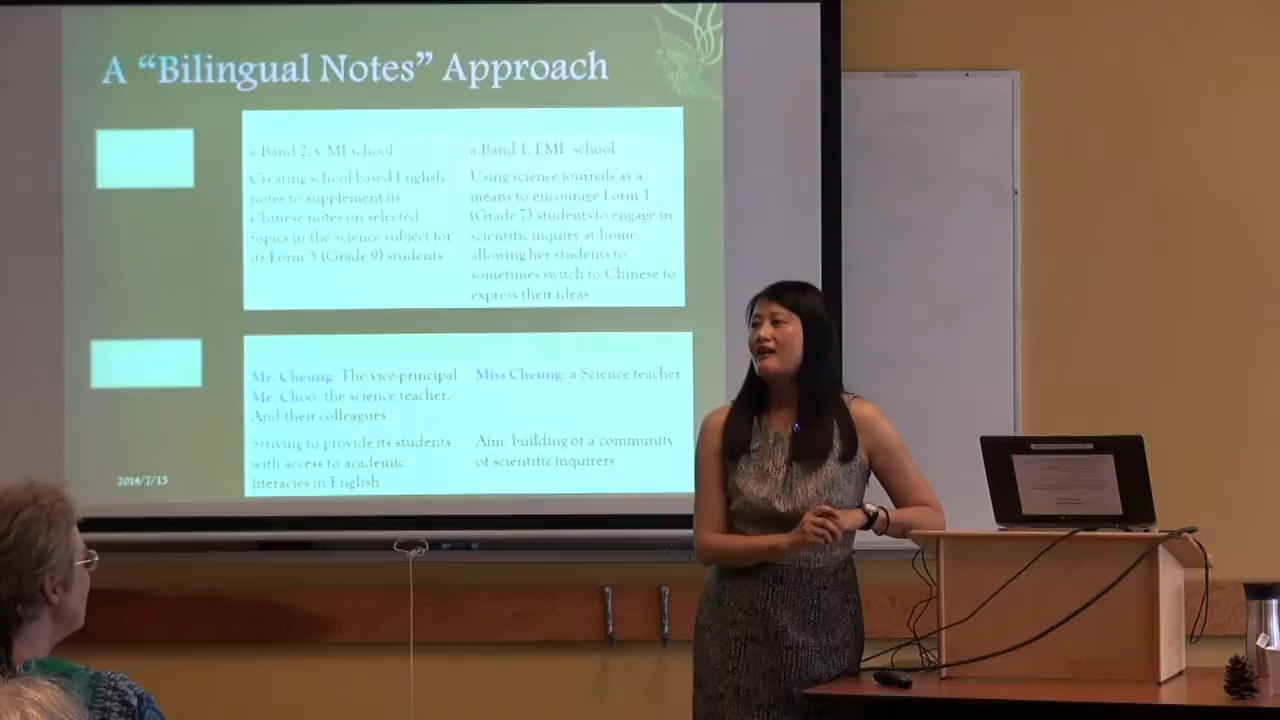 A “Bilingual Notes” Approach
a Band 2, CMI school
Creating school-based English
notes to supplement its
Chinese notes on selected
topics in the science subject for
its Form 3 (Grade 9) students
a Band 1, EMI school
Using science journals as a
means to encourage Form 1
(Grade 7) students to engage in
scientific inquiry at home,
allowing her students to
sometimes switch to Chinese to
express their ideas
Mr. Cheung: The vice-principal
Mr. Choo: the science teacher,
And their colleagues
Miss Cheung: a Science teacher
Striving to provide its students
with access to academic
literacies in English
Aim: building of a community
of scientific inquirers
2014/7/15